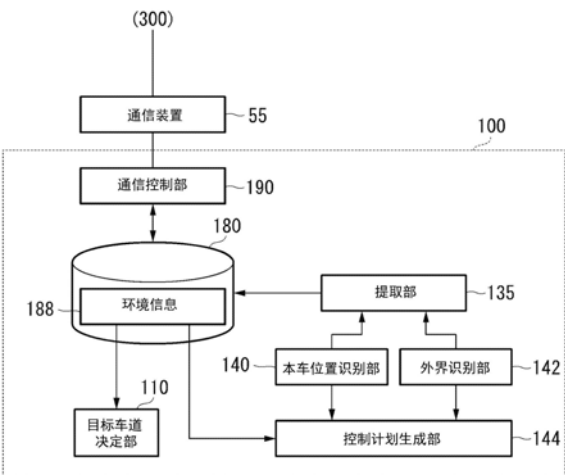 (300)
通信装置
55
100
通信控制部
190
180
188
环境信息
提取部
135
140
本车位置识别部
外界识别部
142
110
目标车道
决定部
控制计划生成部
144